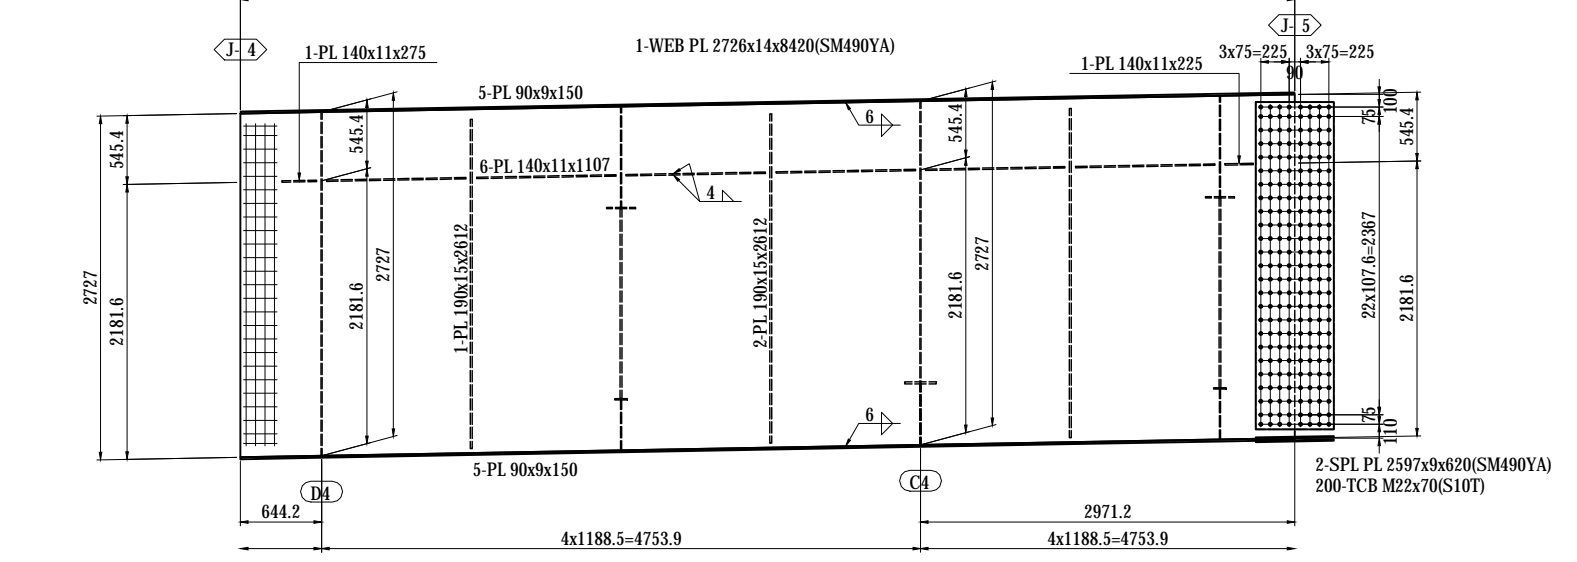 J- 4
J- 5
1-WEB PL 2726x14x8420(SM490YA)
1-PL 140x11x275
1-PL 140x11x225
3x75=225
3x75=225
90
5-PL 90x9x150
6
100
75
545.4
545.4
545.4
545.4
6-PL 140x11x1107
4
2727
2181.6
1-PL 190x15x2612
2181.6
2727
2-PL 190x15x2612
2181.6
2727
22x107.6=2367
2181.6
6
75
110
5-PL 90x9x150
2-SPL PL 2597x9x620(SM490YA)
200-TCB M22x70(S10T)
D4
C4
644.2
2971.2
4x1188.5=4753.9
4x1188.5=4753.9